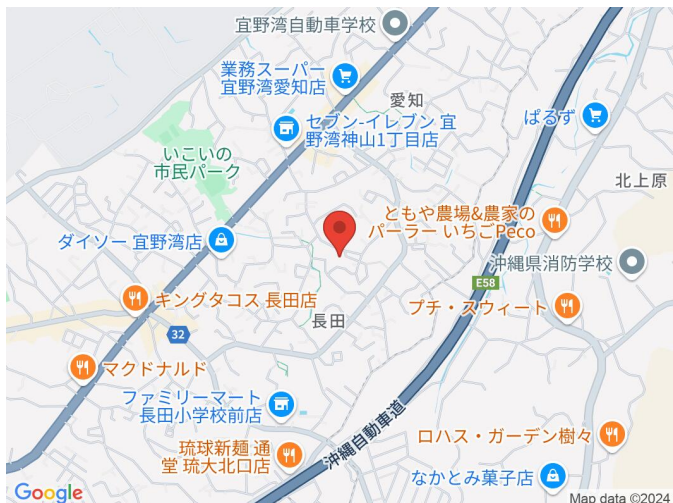 宜野湾自動車学校
業務スーパー
宜野湾愛知店
愛知
ぱるず
セブン-イレブン 宜
野湾神山1丁目店
いこいの
市民パーク
北上原
ともや農場&農家の
パーラー いちごPeco
ダイソー 宜野湾店
沖縄県消防学校
E58
キングタコス 長田店
プチ・スウィート
長田
32
マクドナルド
ファミリーマート
長田小学校前店
沖縄自動車道
ロハス・ガーデン樹々
琉球新麺 通
堂 琉大北口店
なかとみ菓子店
Google
Map data ©2024